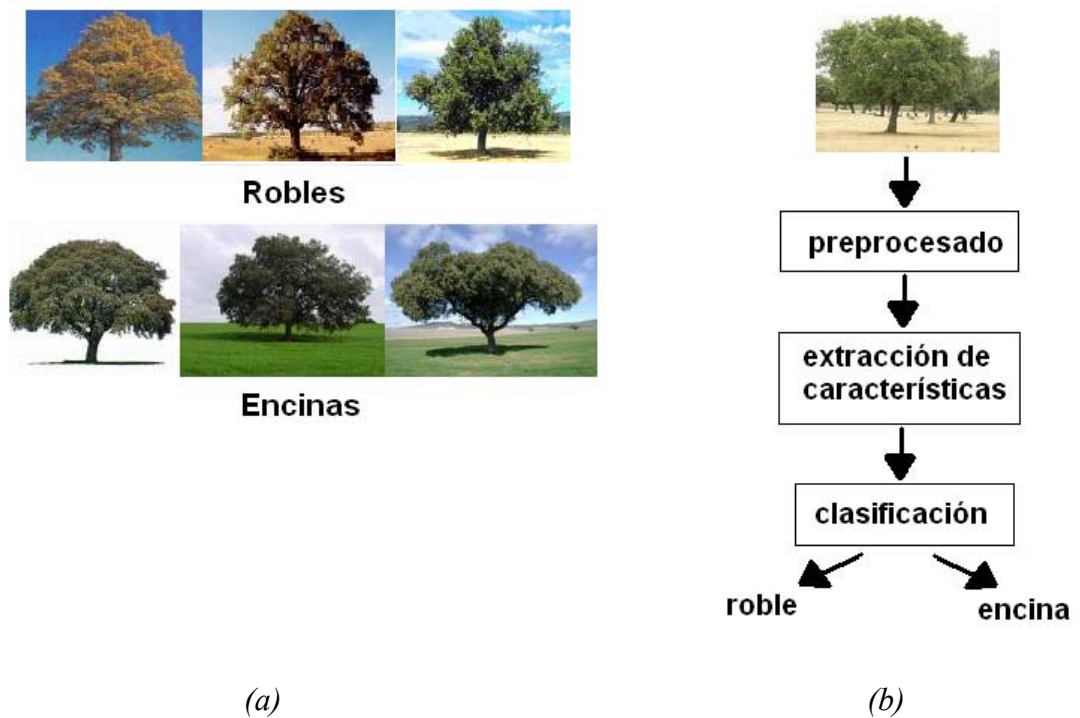 Robles
Encinas
(a)
preprocesado
extracción de
características
clasificación
roble encina
(b)